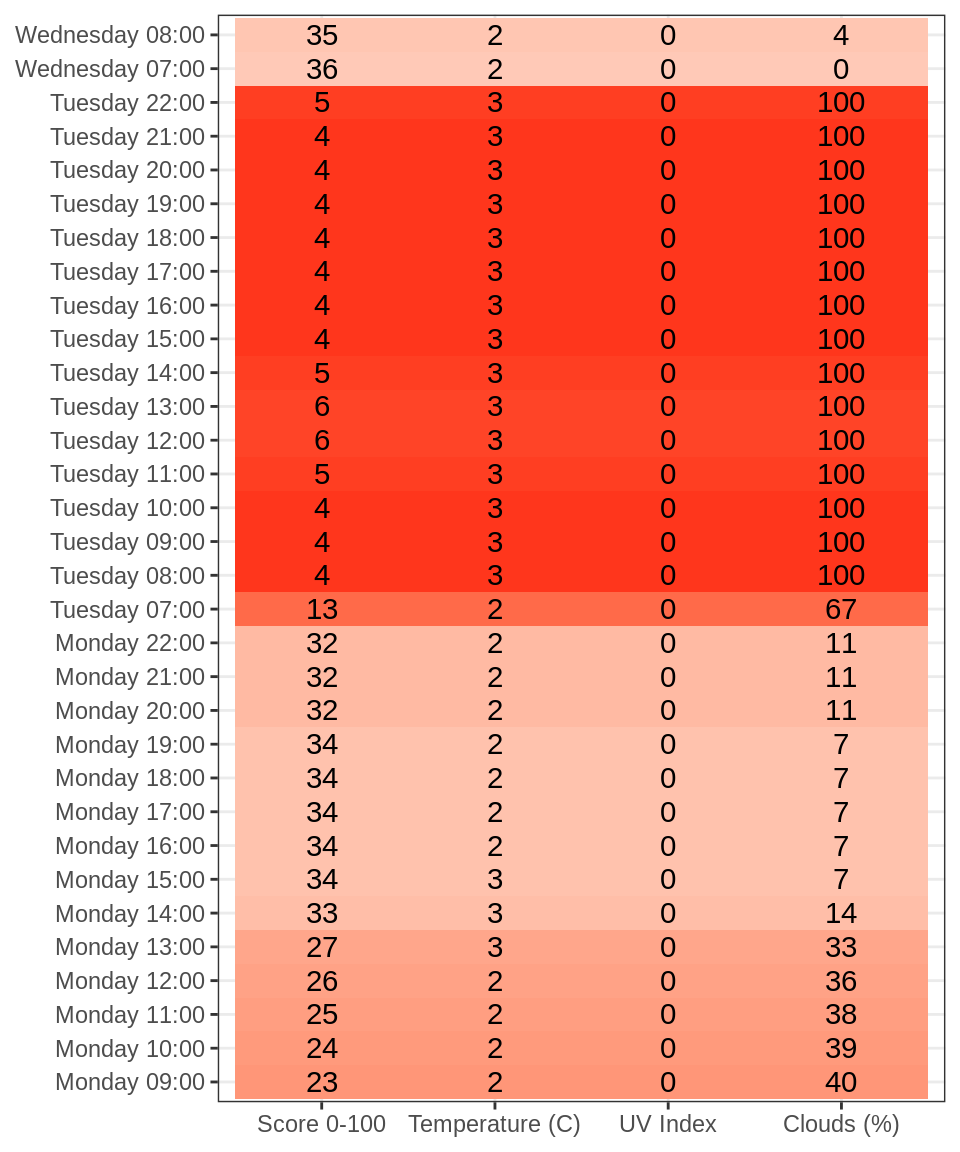 Wednesday 08:00 35 2 0 4
Wednesday 07:00 36 2 0 0
Tuesday 22:00 5 3 0 100
Tuesday 21:00 4 3 0 100
Tuesday 20:00 4 3 0 100
Tuesday 19:00 4 3 0 100
Tuesday 18:00 4 3 0 100
Tuesday 17:00 4 3 0 100
Tuesday 16:00 4 3 0 100
Tuesday 15:00 4 3 0 100
Tuesday 14:00 5 3 0 100
Tuesday 13:00 6 3 0 100
Tuesday 12:00 6 3 0 100
Tuesday 11:00 5 3 0 100
Tuesday 10:00 4 3 0 100
Tuesday 09:00 4 3 0 100
Tuesday 08:00 4 3 0 100
Tuesday 07:00 13 2 0 67
Monday 22:00 32 2 0 11
Monday 21:00 32 2 0 11
Monday 20:00 32 2 0 11
Monday 19:00 34 2 0 7
Monday 18:00 34 2 0 7
Monday 17:00 34 2 0 7
Monday 16:00 34 2 0 7
Monday 15:00 34 3 0 7
Monday 14:00 33 3 0 14
Monday 13:00 27 3 0 33
Monday 12:00 26 2 0 36
Monday 11:00 25 2 0 38
Monday 10:00 24 2 0 39
Monday 09:00 23 2 0 40
Score 0-100 Temperature (C) UV Index Clouds (%)